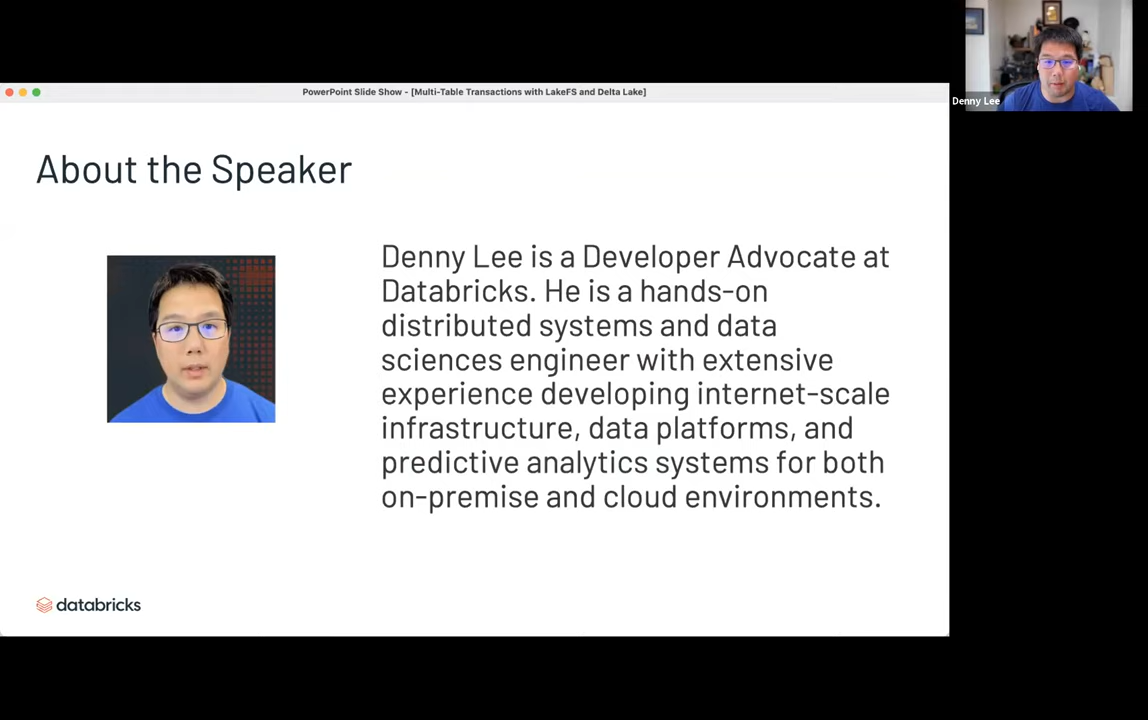 PowerPoint Slide Show - [Multi-Table Transactions with LakeFS and Delta Lake]
Denny Lee
About the Speaker
Denny Lee is a Developer Advocate at
Databricks. He is a hands-on
distributed systems and data
sciences engineer with extensive
experience developing internet-scale
infrastructure, data platforms, and
predictive analytics systems for both
on-premise and cloud environments.
databricks